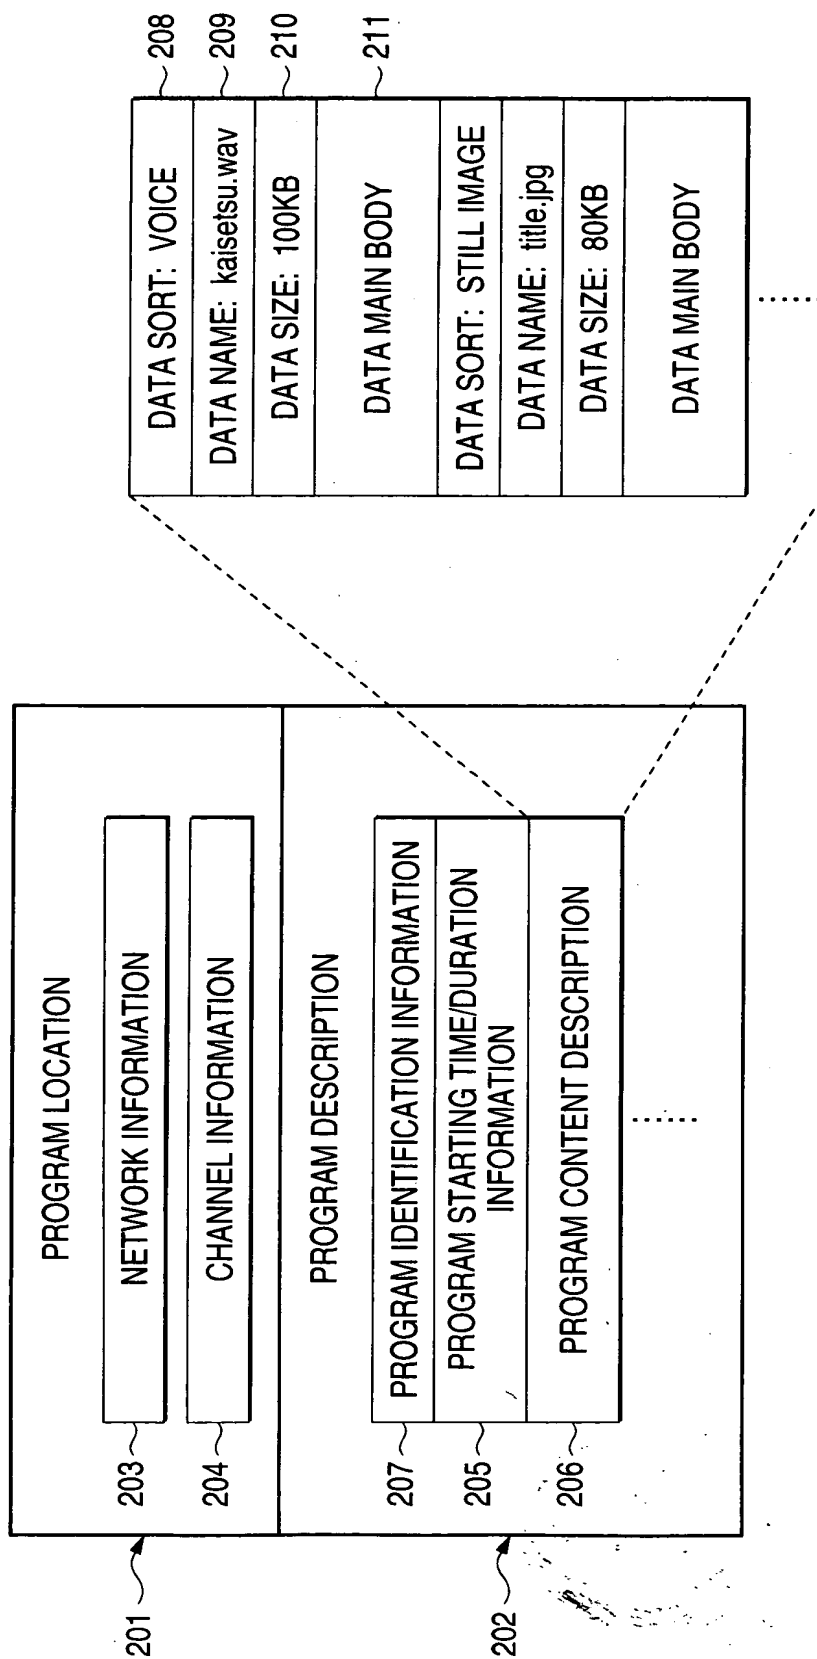 201
PROGRAM LOCATION
203
NETWORK INFORMATION
204
CHANNEL INFORMATION
202
PROGRAM DESCRIPTION
207
PROGRAM IDENTIFICATION INFORMATION
205
PROGRAM STARTING TIME/DURATION
INFORMATION
206
PROGRAM CONTENT DESCRIPTION
DATA SORT: VOICE
208
DATA NAME: kaisetsu.wav
209
DATA SIZE: 100KB
210
DATA MAIN BODY
211
DATA SORT: STILL IMAGE
DATA NAME: title.jpg
DATA SIZE: 80KB
DATA MAIN BODY